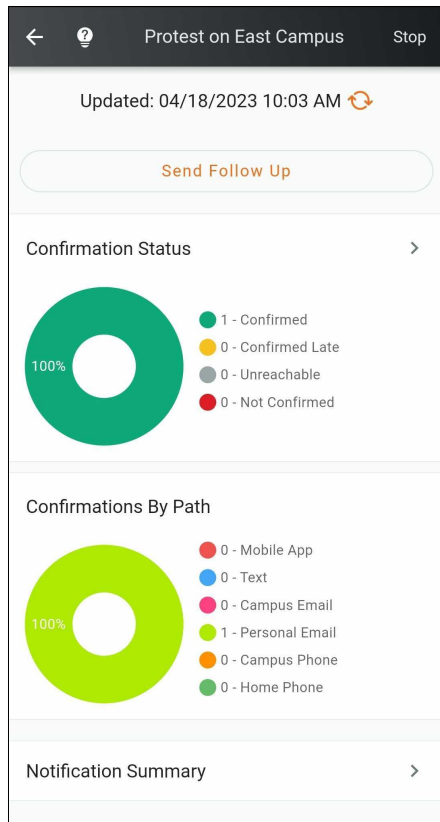 Protest on East Campus
Stop
Updated: 04/18/2023 10:03 AM
Send Follow Up
Confirmation Status
100%
1 - Confirmed
0 - Confirmed Late
0 - Unreachable
0 - Not Confirmed
Confirmations By Path
100%
0 - Mobile App
0 - Text
0 - Campus Email
1 - Personal Email
0 - Campus Phone
0 - Home Phone
Notification Summary